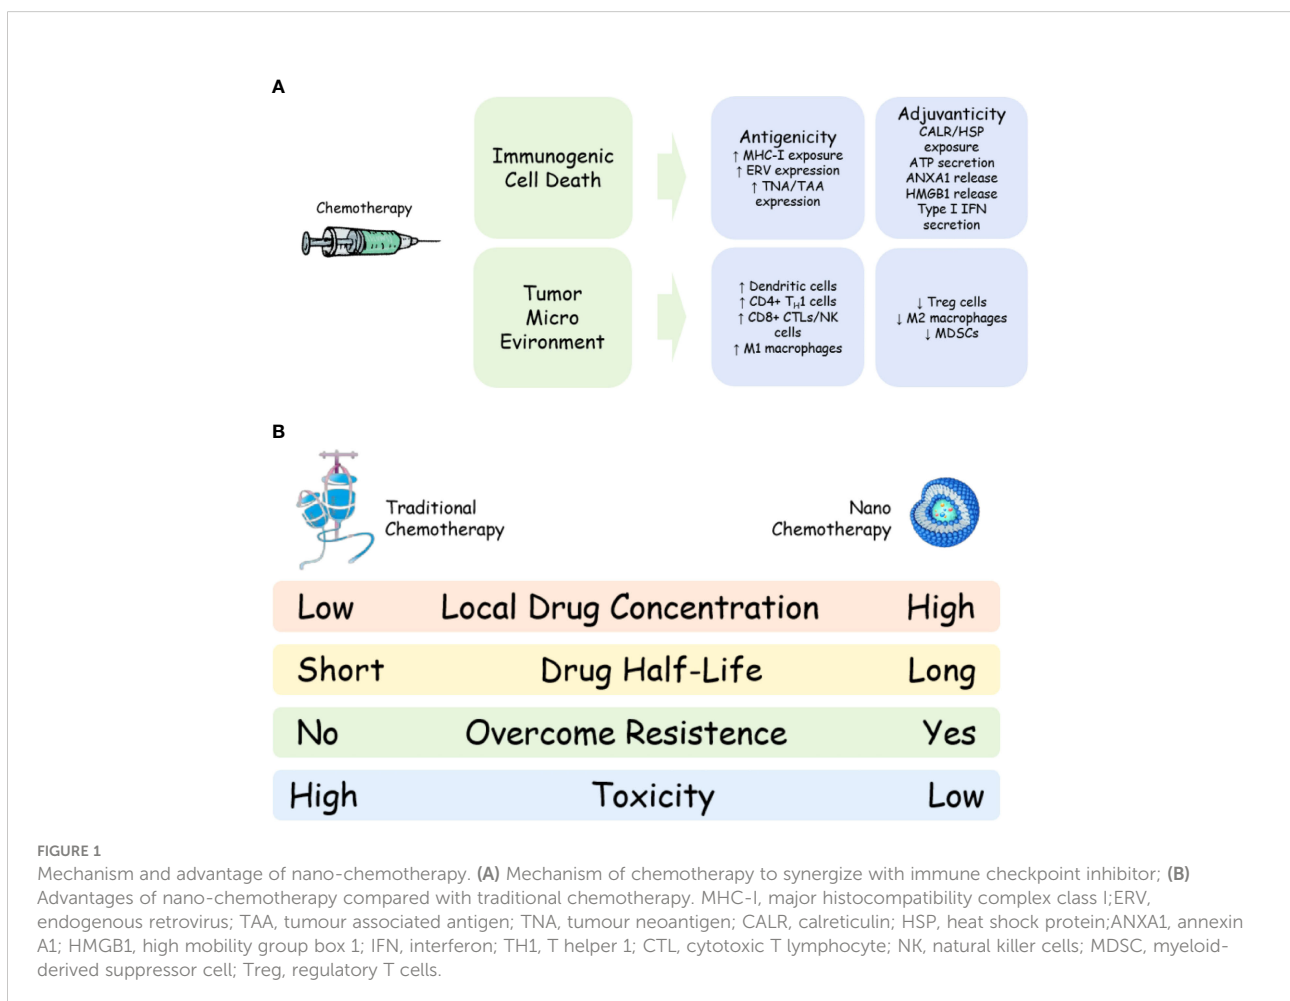 A
Chemotherapy
Immunogenic
Cell Death
Antigenicity
↑ MHC-I exposure
↑ ERV expression
↑ TNA/TAA
expression
Adjuvanticity
CALR/HSP
exposure
ATP secretion
ANXA1 release
HMGB1 release
Type I IFN
secretion
Tumor
Micro
Evironment
↑ Dendritic cells
↑ CD4+ TH1 cells
↑ CD8+ CTLs/NK
cells
↑ M1 macrophages
↓ Treg cells
↓ M2 macrophages
↓ MDSCs
B
Traditional
Chemotherapy
Nano
Chemotherapy
Low Local Drug Concentration High
Short Drug Half-Life Long
No Overcome Resistence Yes
High Toxicity Low
FIGURE 1
Mechanism and advantage of nano-chemotherapy. (A) Mechanism of chemotherapy to synergize with immune checkpoint inhibitor; (B)
Advantages of nano-chemotherapy compared with traditional chemotherapy. MHC-I, major histocompatibility complex class I;ERV,
endogenous retrovirus; TAA, tumour associated antigen; TNA, tumour neoantigen; CALR, calreticulin; HSP, heat shock protein;ANXA1, annexin
A1; HMGB1, high mobility group box 1; IFN, interferon; TH1, T helper 1; CTL, cytotoxic T lymphocyte; NK, natural killer cells; MDSC, myeloid-
derived suppressor cell; Treg, regulatory T cells.